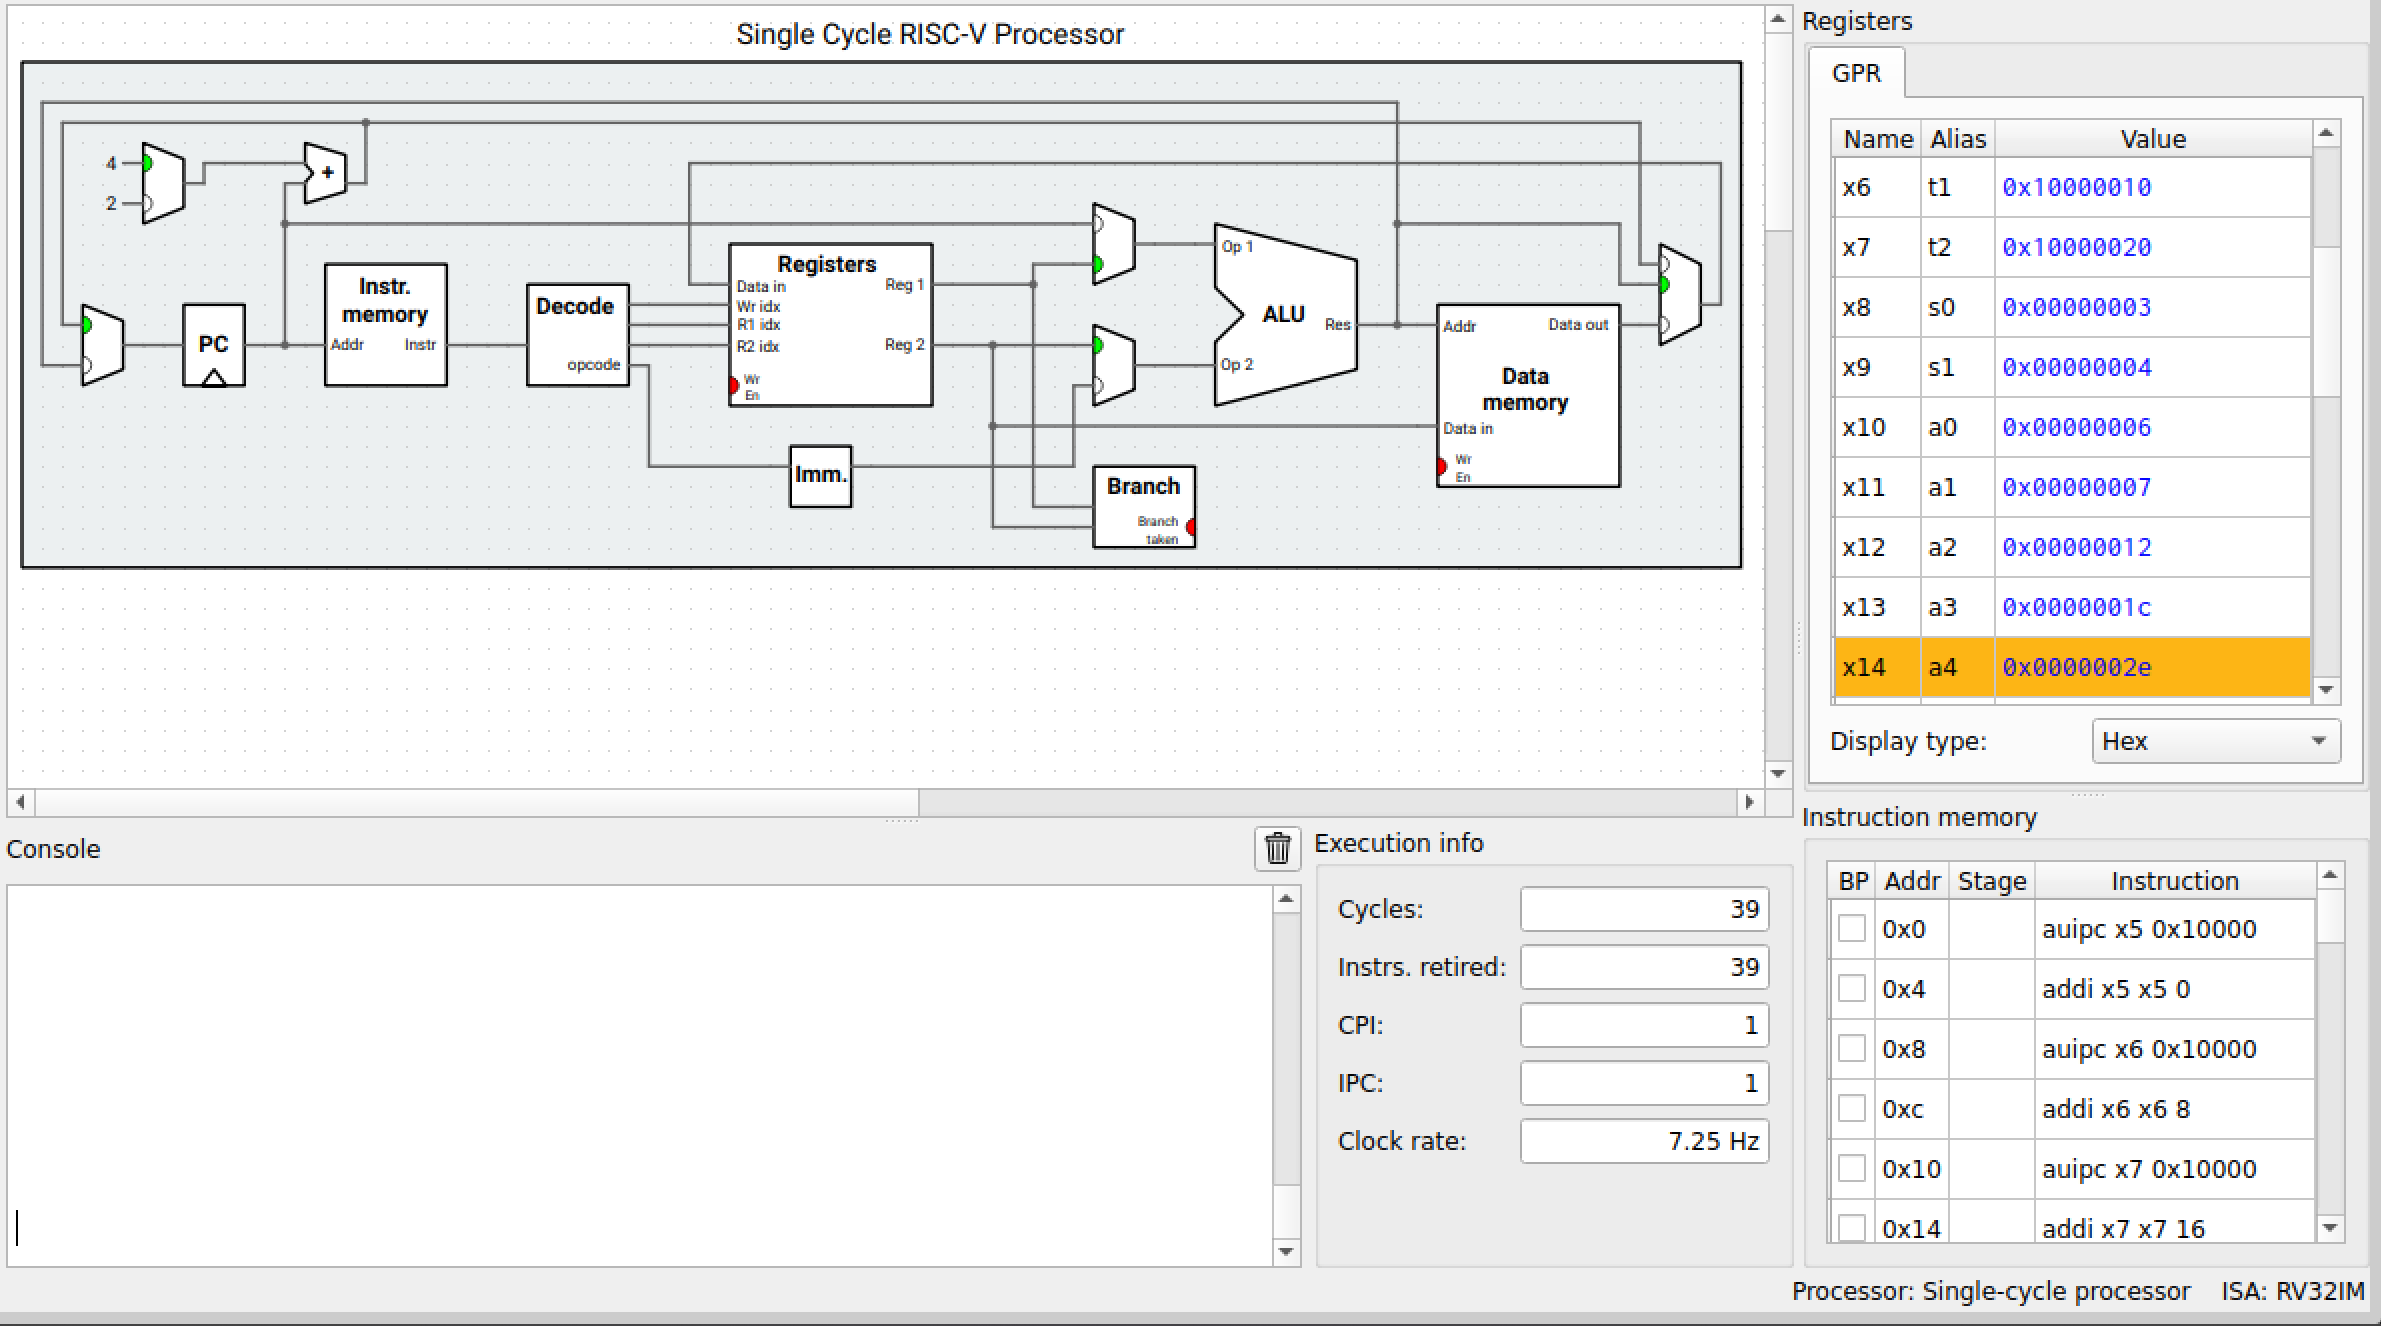 Single Cycle RISC-V Processor
4
2
+
Instr.
memory
Addr
Instr
PC
Decode
opcode
Registers
Data in
Wr idx
R1 idx
R2 idx
Reg 1
Reg 2
Wr
En
Imm.
Op 1
Op 2
ALU
Res
Branch
Branch
taken
Addr
Data out
Data
memory
Data in
Wr
En
Registers
GPR
Name Alias Value
x6 t1 0x10000010
x7 t2 0x10000020
x8 s0 0x00000003
x9 s1 0x00000004
x10 a0 0x00000006
x11 a1 0x00000007
x12 a2 0x00000012
x13 a3 0x0000001c
x14 a4 0x0000002e
Display type: Hex
Console
Execution info
Cycles: 39
Instrs. retired: 39
CPI: 1
IPC: 1
Clock rate: 7.25 Hz
Instruction memory
BP Addr Stage Instruction
0x0 auipc x5 0x10000
0x4 addi x5 x5 0
0x8 auipc x6 0x10000
0xc addi x6 x6 8
0x10 auipc x7 0x10000
0x14 addi x7 x7 16
Processor: Single-cycle processor ISA: RV32IM